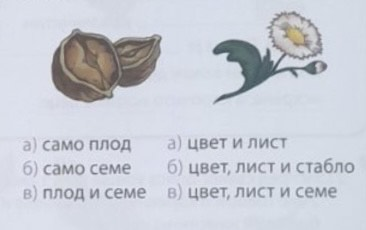 а) само плод
б) само семе
в) плод и семе
а) цвет и лист
б) цвет, лист и стабло
в) цвет, лист и семе